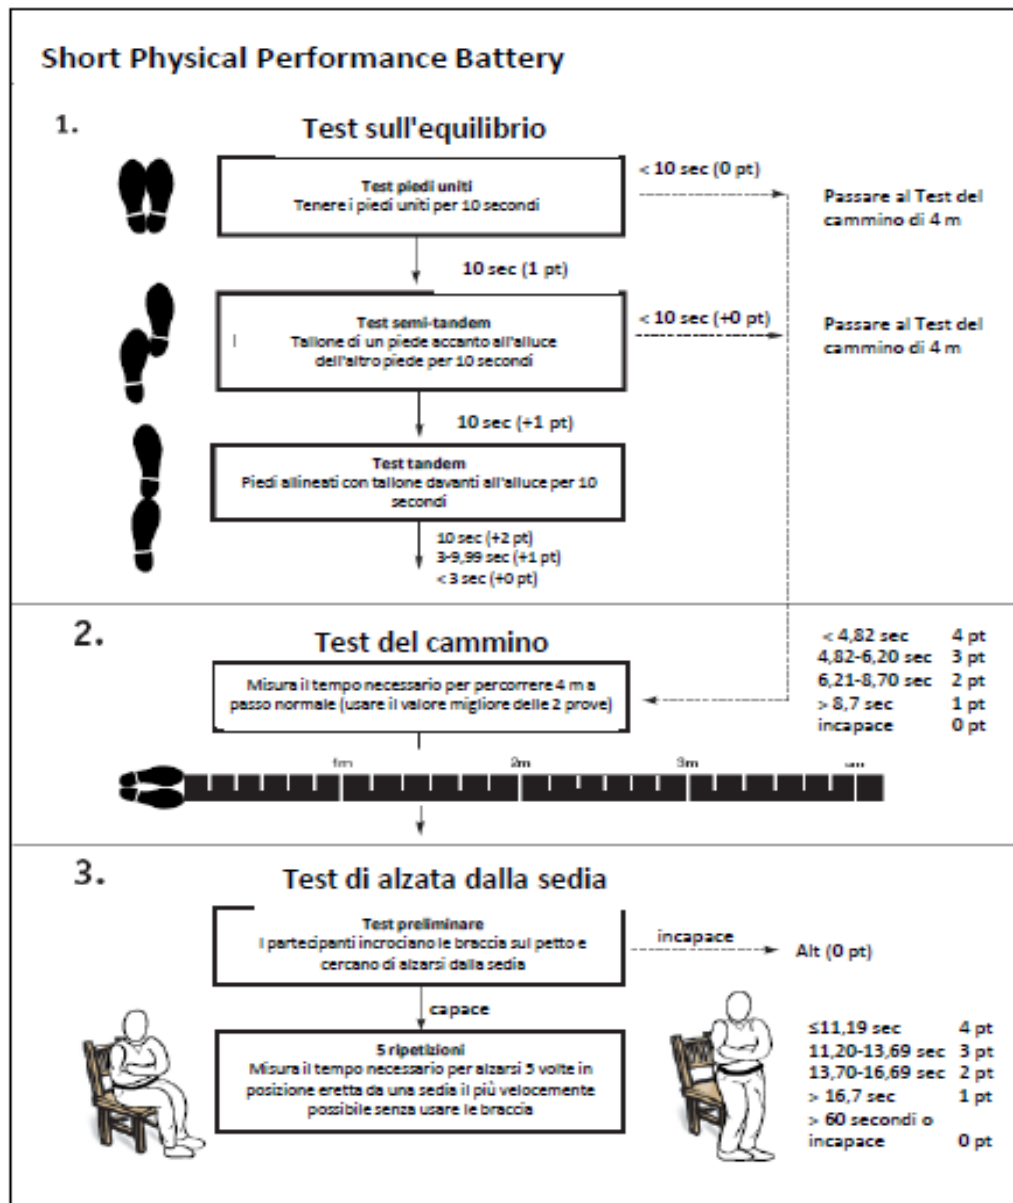 Short Physical Performance Battery
1.
Test sull'equilibrio
Test piedi uniti
Tenere i piedi uniti per 10 secondi
< 10 sec (0 pt)
Passare al Test del
cammino di 4 m
10 sec (1 pt)
Test semi-tandem
Tallone di un piede accanto all'alluce
dell'altro piede per 10 secondi
< 10 sec (+0 pt)
Passare al Test del
cammino di 4 m
10 sec (+1 pt)
Test tandem
Piedi allineati con tallone davanti all'alluce per 10
secondi
10 sec (+2 pt)
3-9,99 sec (+1 pt)
< 3 sec (+0 pt)
2.
Test del cammino
Misura il tempo necessario per percorrere 4 m a
passo normale (usare il valore migliore delle 2 prove)
< 4,82 sec 4 pt
4,82-6,20 sec 3 pt
6,21-8,70 sec 2 pt
> 8,7 sec 1 pt
incapace 0 pt
1m 2m 3m
3.
Test di alzata dalla sedia
Test preliminare
I partecipanti incrociano le braccia sul petto e
cercano di alzarsi dalla sedia
incapace
Alt (0 pt)
capace
5 ripetizioni
Misura il tempo necessario per alzarsi 5 volte in
posizione eretta da una sedia il più velocemente
possibile senza usare le braccia
≤11,19 sec 4 pt
11,20-13,69 sec 3 pt
13,70-16,69 sec 2 pt
> 16,7 sec 1 pt
> 60 secondi o
incapace 0 pt